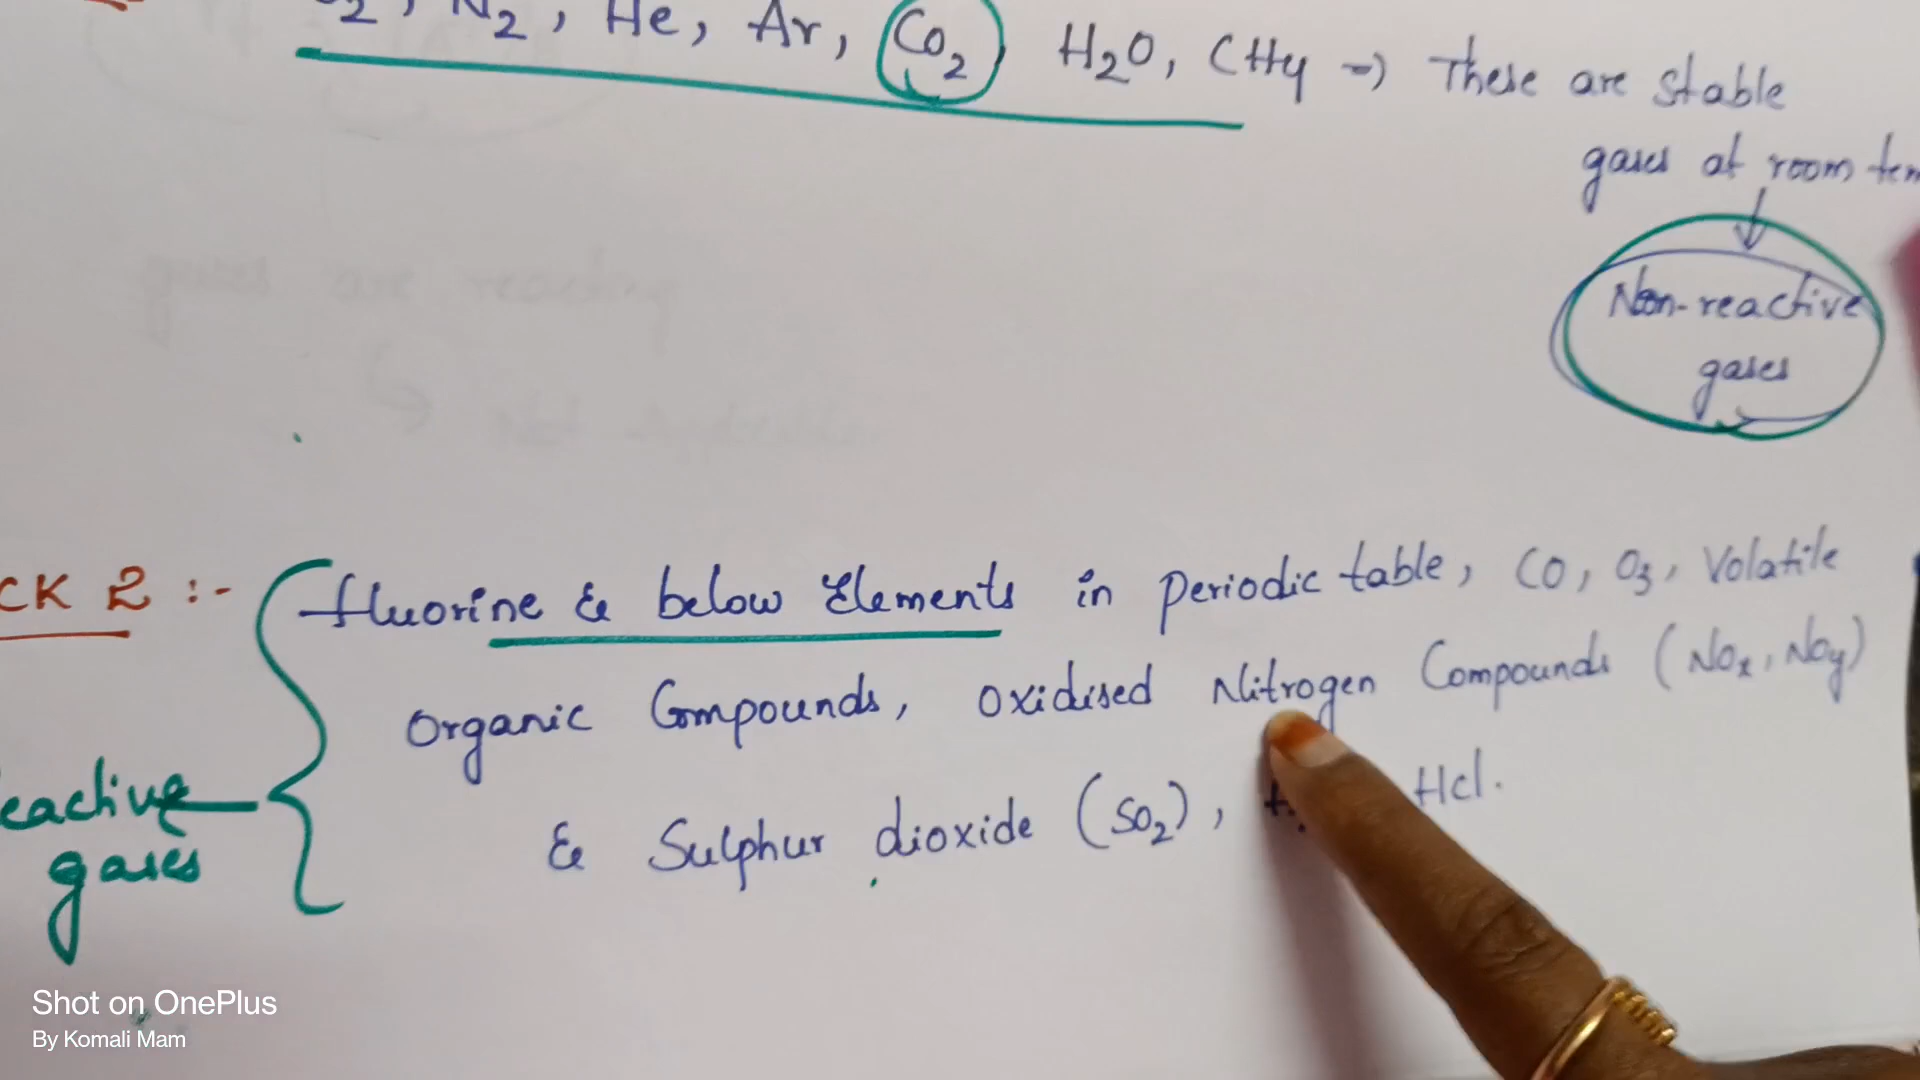 N2, He, Ar, CO2, H2O, CH4 => These are stable
gases at room
Non-reactive
gases
CK 2 :-
fluorine & below Elements in periodic table, CO, O3, Volatile
Organic Compounds, Oxidised Nitrogen Compounds (NOx, NOy)
& Sulphur dioxide (SO2), HCl.
eactive
gases
Shot on OnePlus
By Komali Mam